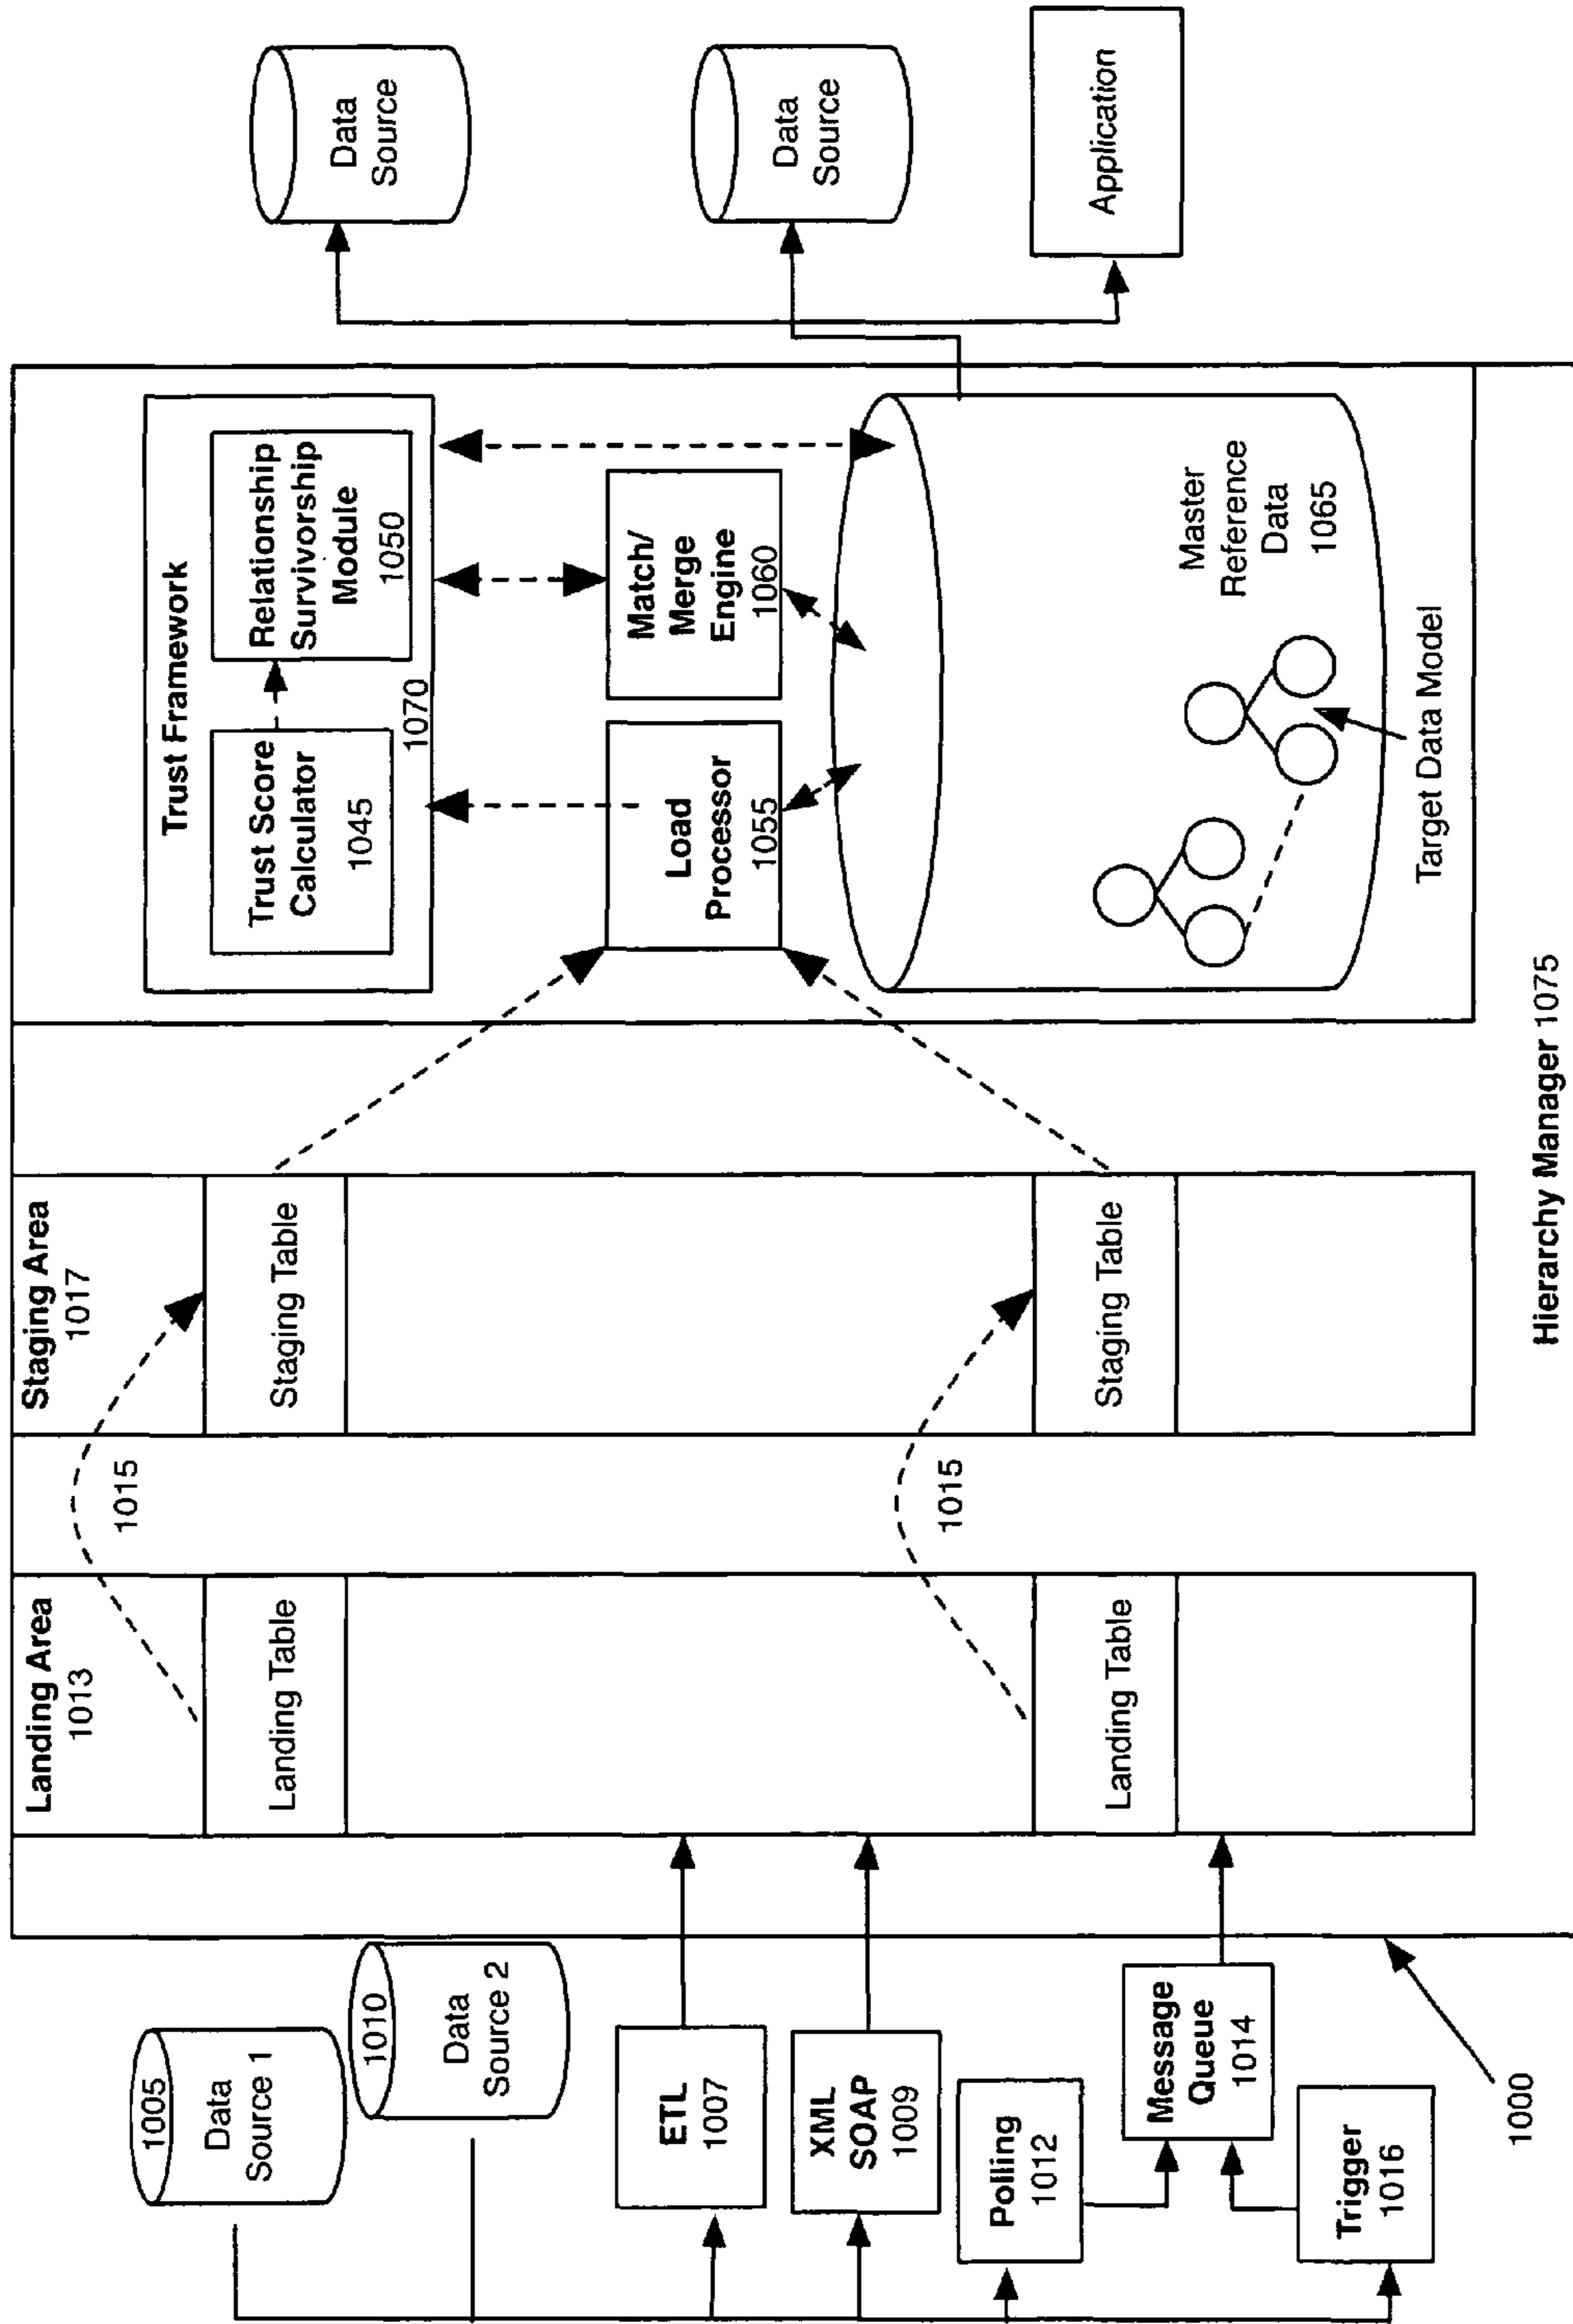 1005
Data
Source 1
1010
Data
Source 2
ETL
1007
XML
SOAP
1009
Polling
1012
Message
Queue
1014
Trigger
1016
1000
Landing Area
1013
Landing Table
Landing Table
1015
1015
Staging Area
1017
Staging Table
Staging Table
Trust Framework
Trust Score
Calculator
1045
Relationship
Survivorship
Module
1050
1070
Load
Processor
1055
Match/
Merge
Engine
1060
Master
Reference
Data
1065
Target Data Model
Data
Source
Data
Source
Application
Hierarchy Manager 1075